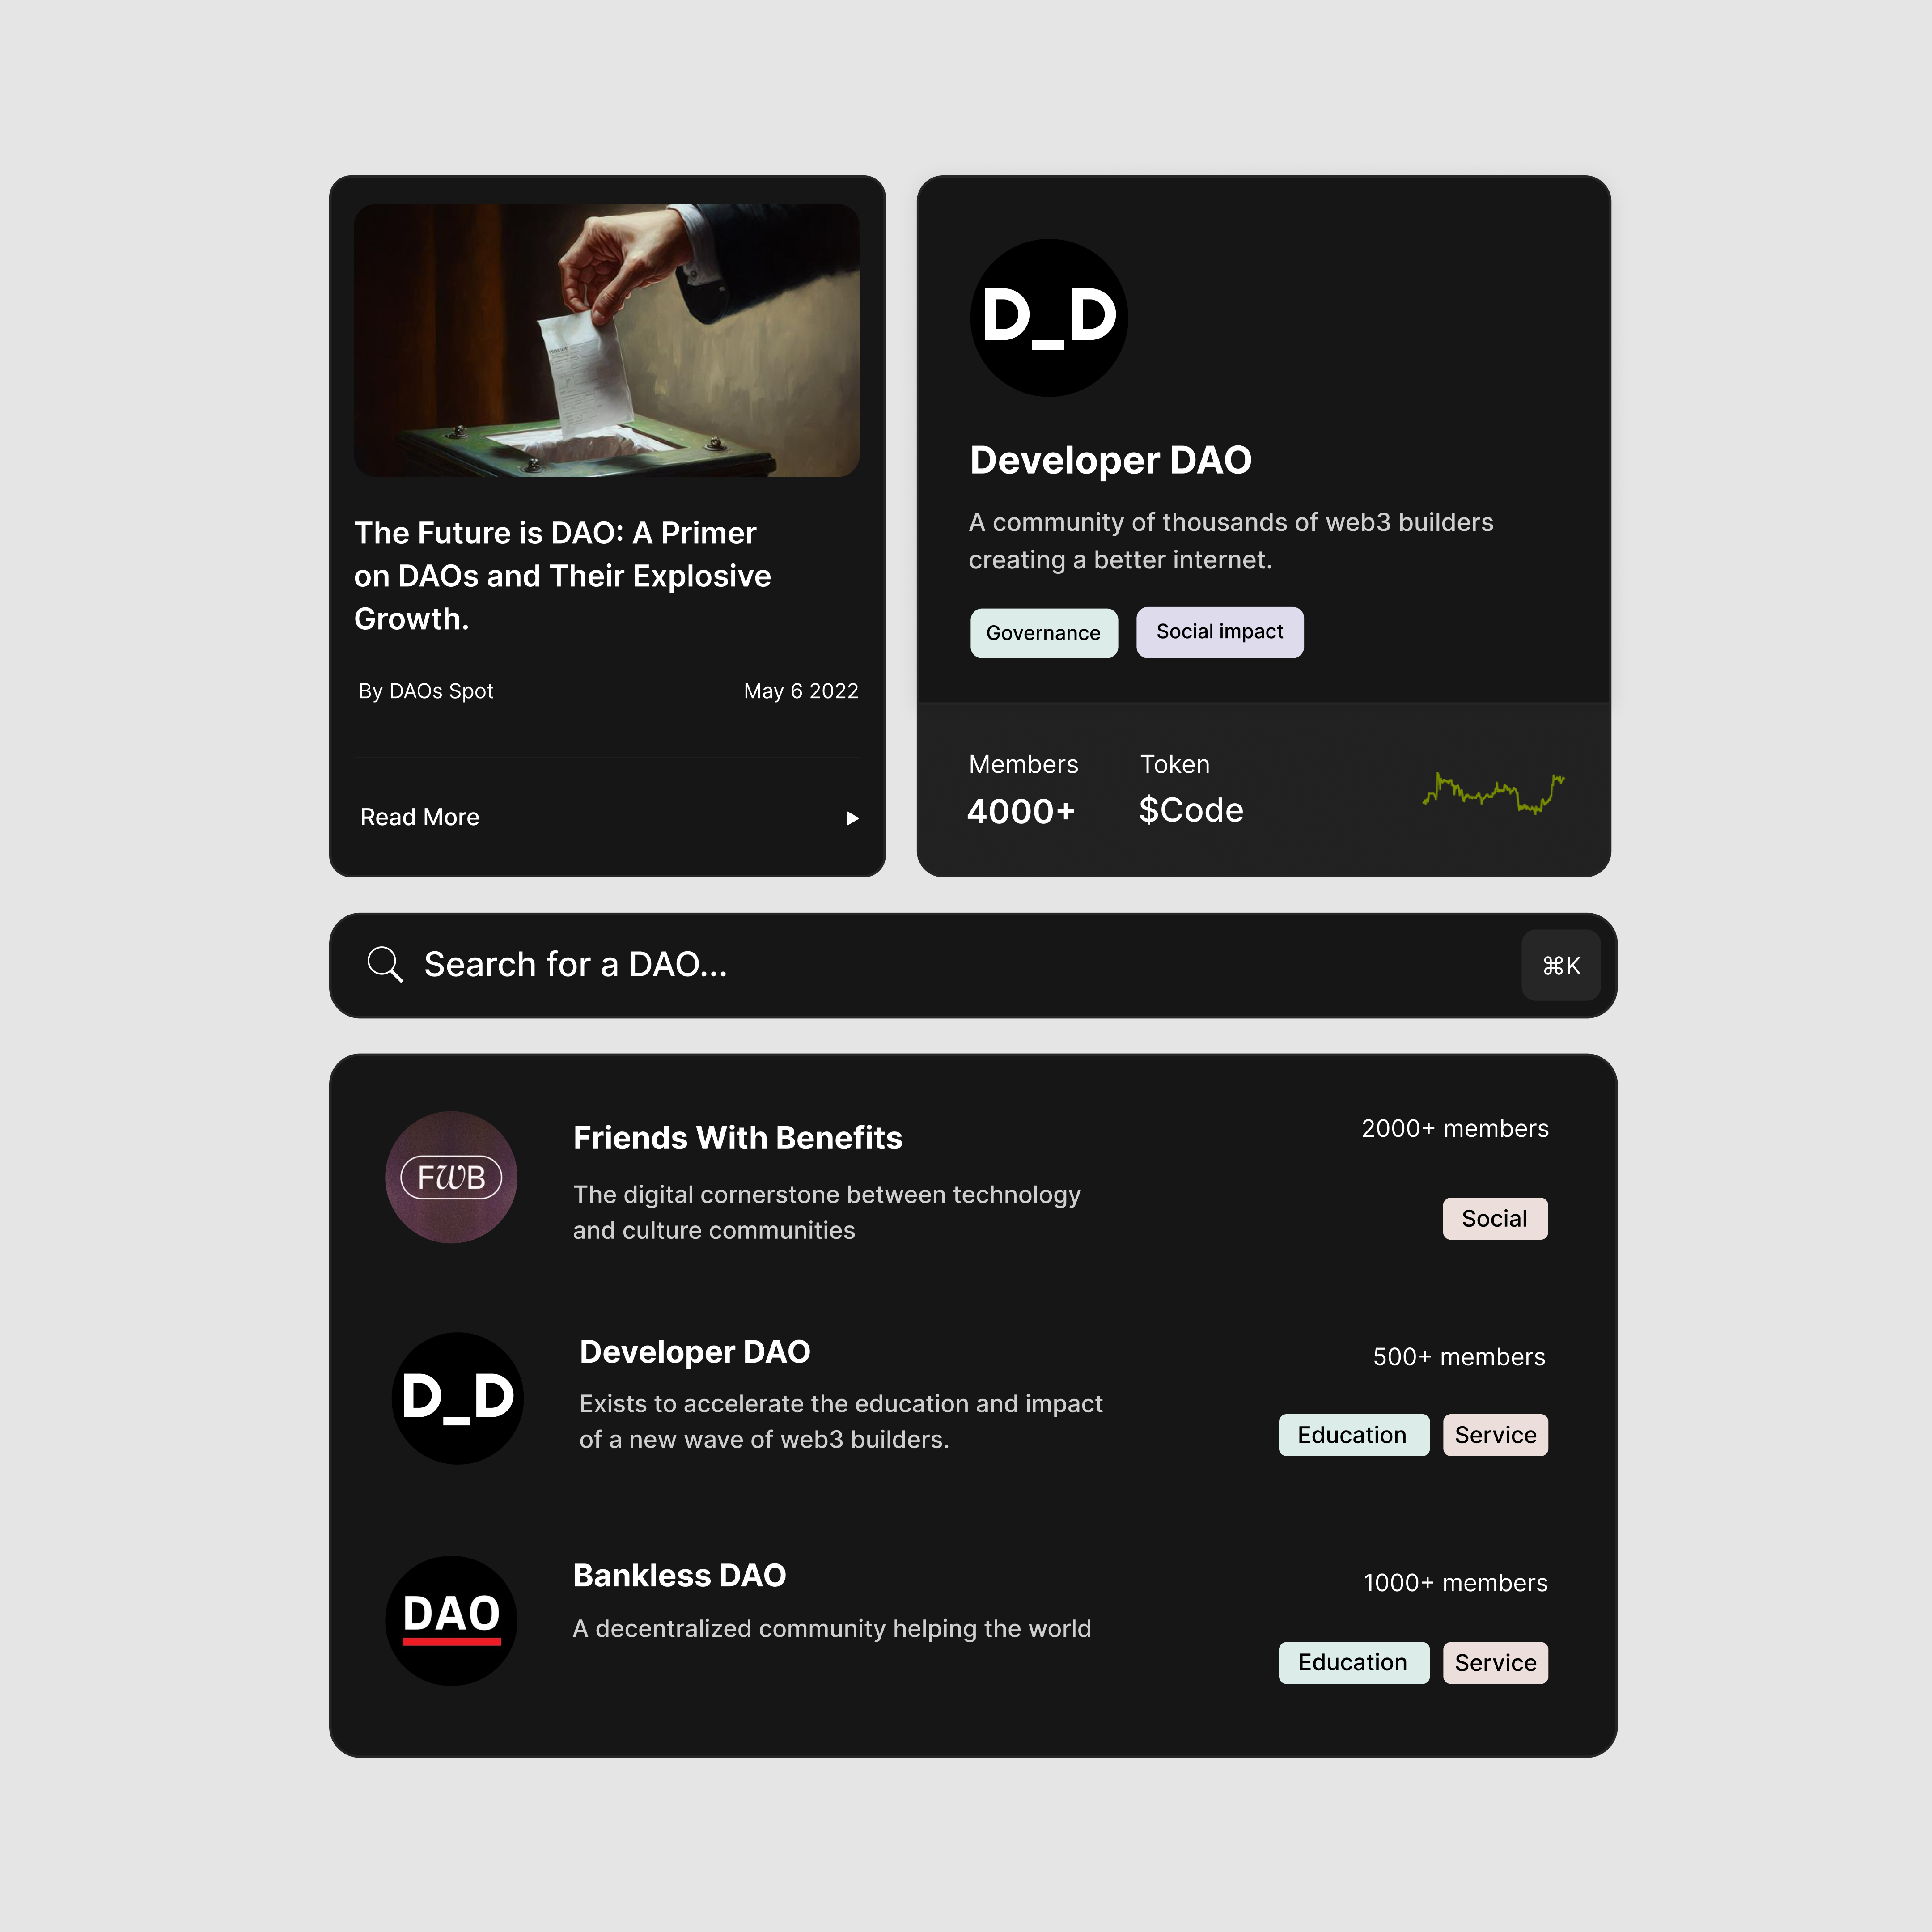 The Future is DAO: A Primer
on DAOs and Their Explosive
Growth.
By DAOs Spot
May 6 2022
Read More
D_D
Developer DAO
A community of thousands of web3 builders
creating a better internet.
Governance
Social impact
Members
Token
4000+
$Code
Search for a DAO...
⌘K
FWB
Friends With Benefits
2000+ members
The digital cornerstone between technology
and culture communities
Social
D_D
Developer DAO
500+ members
Exists to accelerate the education and impact
of a new wave of web3 builders.
Education
Service
DAO
Bankless DAO
1000+ members
A decentralized community helping the world
Education
Service